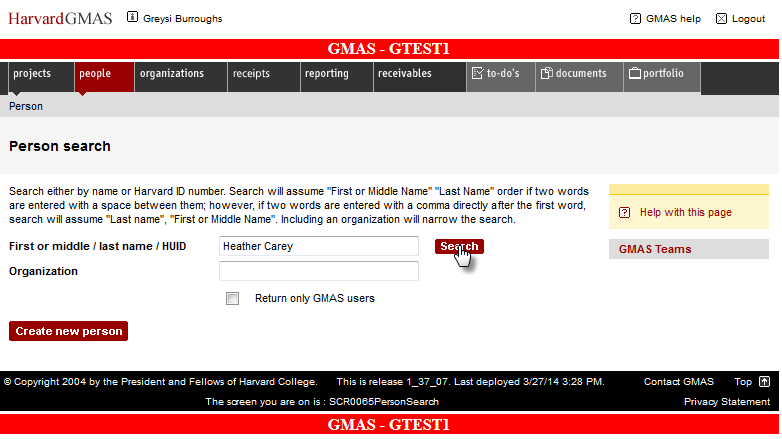 HarvardGMAS Greysi Burroughs GMAS help Logout
GMAS - GTEST1
projects people organizations receipts reporting receivables to-do's documents portfolio
Person
Person search
Search either by name or Harvard ID number. Search will assume "First or Middle Name" "Last Name" order if two words
are entered with a space between them; however, if two words are entered with a comma directly after the first word,
search will assume "Last name", "First or Middle Name". Including an organization will narrow the search.
? Help with this page
First or middle / last name / HUID Heather Carey Search
GMAS Teams
Organization
Return only GMAS users
Create new person
© Copyright 2004 by the President and Fellows of Harvard College. This is release 1_37_07. Last deployed 3/27/14 3:28 PM. Contact GMAS Top
The screen you are on is : SCR0065PersonSearch Privacy Statement
GMAS - GTEST1